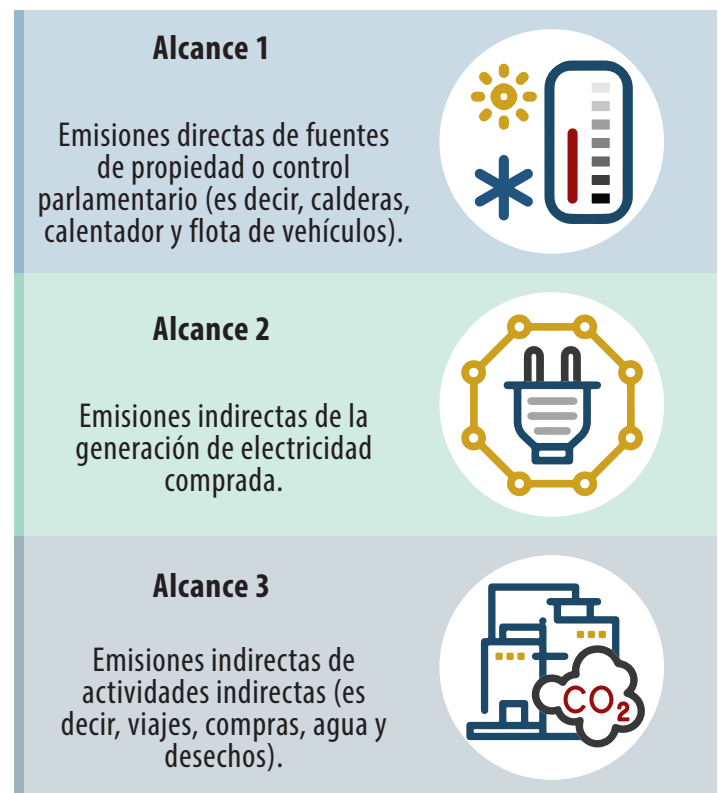 Alcance 1
Emisiones directas de fuentes
de propiedad o control
parlamentario (es decir, calderas,
calentador y flota de vehículos).
Alcance 2
Emisiones indirectas de la
generación de electricidad
comprada.
Alcance 3
Emisiones indirectas de
actividades indirectas (es
decir, viajes, compras, agua y
desechos).
CO2